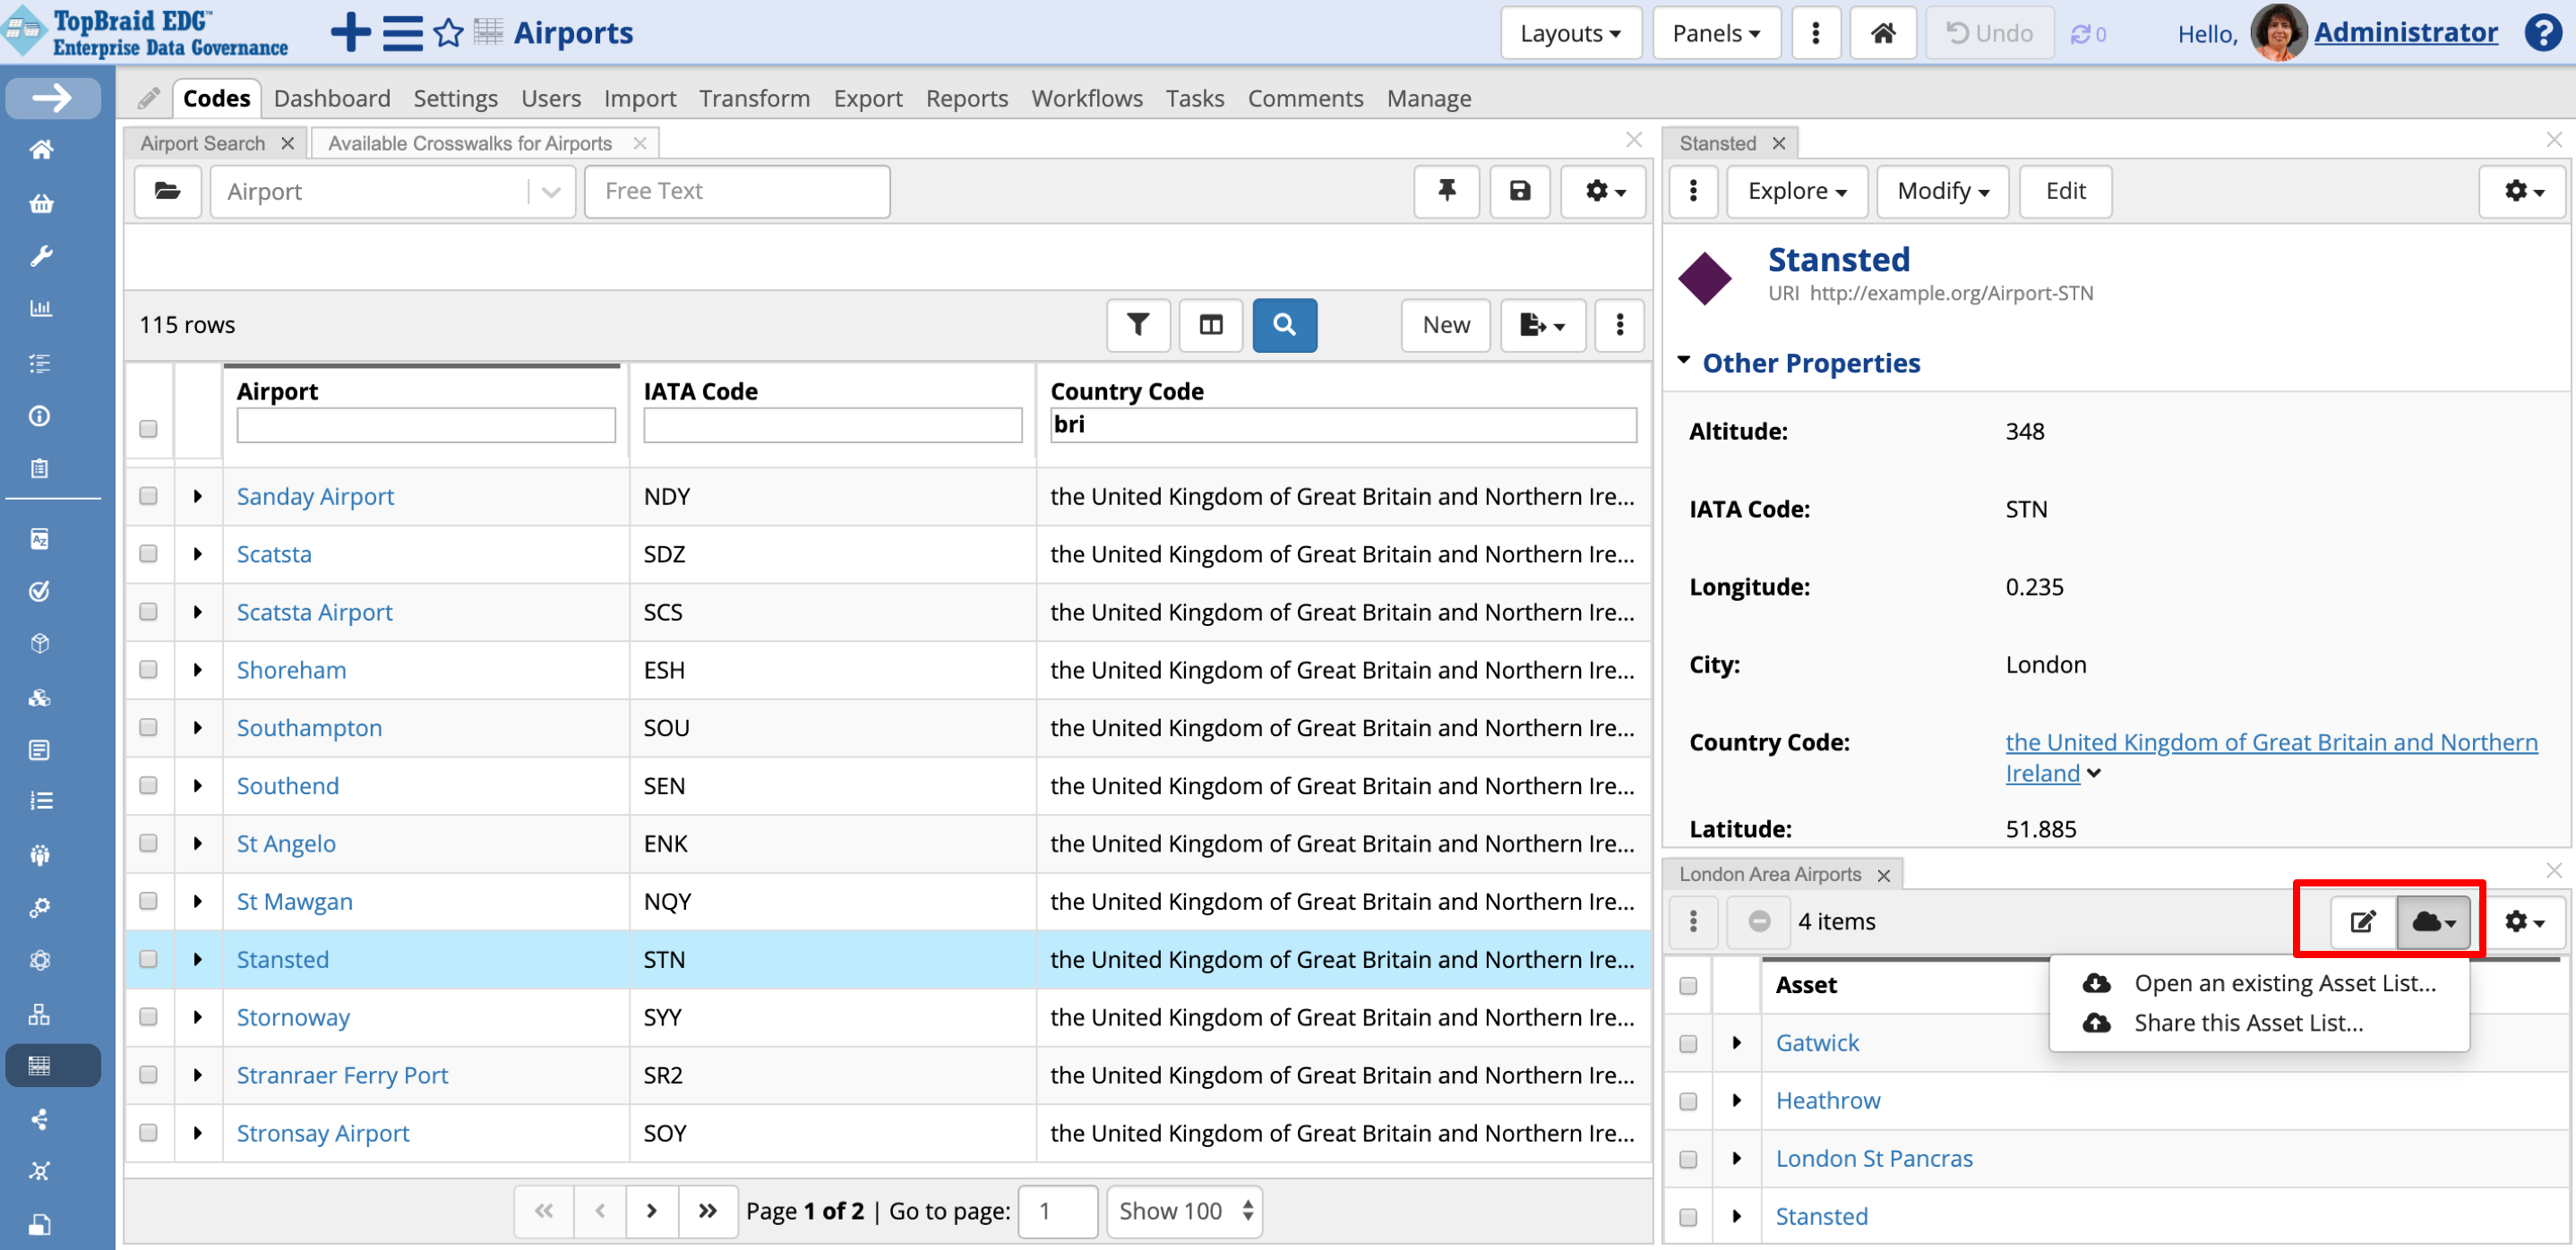 TopBraid EDG™
Enterprise Data Governance
Airports
Layouts
Panels
Undo
0
Hello,
Administrator
?
Codes
Dashboard
Settings
Users
Import
Transform
Export
Reports
Workflows
Tasks
Comments
Manage
Airport Search
Available Crosswalks for Airports
Airport
Free Text
115 rows
New
Airport
IATA Code
Country Code
bri
Sanday Airport NDY the United Kingdom of Great Britain and Northern Ire...
Scatsta SDZ the United Kingdom of Great Britain and Northern Ire...
Scatsta Airport SCS the United Kingdom of Great Britain and Northern Ire...
Shoreham ESH the United Kingdom of Great Britain and Northern Ire...
Southampton SOU the United Kingdom of Great Britain and Northern Ire...
Southend SEN the United Kingdom of Great Britain and Northern Ire...
St Angelo ENK the United Kingdom of Great Britain and Northern Ire...
St Mawgan NQY the United Kingdom of Great Britain and Northern Ire...
Stansted STN the United Kingdom of Great Britain and Northern Ire...
Stornoway SYY the United Kingdom of Great Britain and Northern Ire...
Stranraer Ferry Port SR2 the United Kingdom of Great Britain and Northern Ire...
Stronsay Airport SOY the United Kingdom of Great Britain and Northern Ire...
Page 1 of 2 | Go to page: 1 Show 100
Stansted
Explore
Modify
Edit
Stansted
URI http://example.org/Airport-STN
Other Properties
Altitude: 348
IATA Code: STN
Longitude: 0.235
City: London
Country Code: the United Kingdom of Great Britain and Northern
Ireland
Latitude: 51.885
London Area Airports
4 items
Open an existing Asset List...
Share this Asset List...
Asset
Gatwick
Heathrow
London St Pancras
Stansted